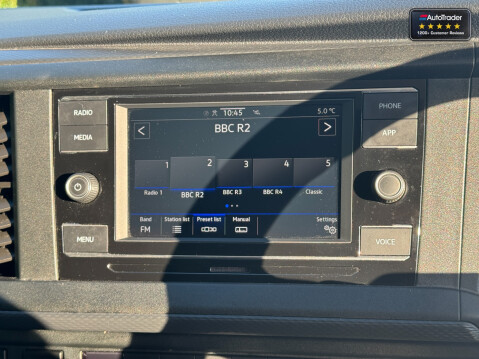 AutoTrader
1200+ Customer Reviews
RADIO
MEDIA
MENU
10:45
5.0°C
BBC R2
1 2 3 4 5
Radio 1 BBC R2 BBC R3 BBC R4 Classic
Band Station list Preset list Manual Settings
FM
PHONE
APP
VOICE